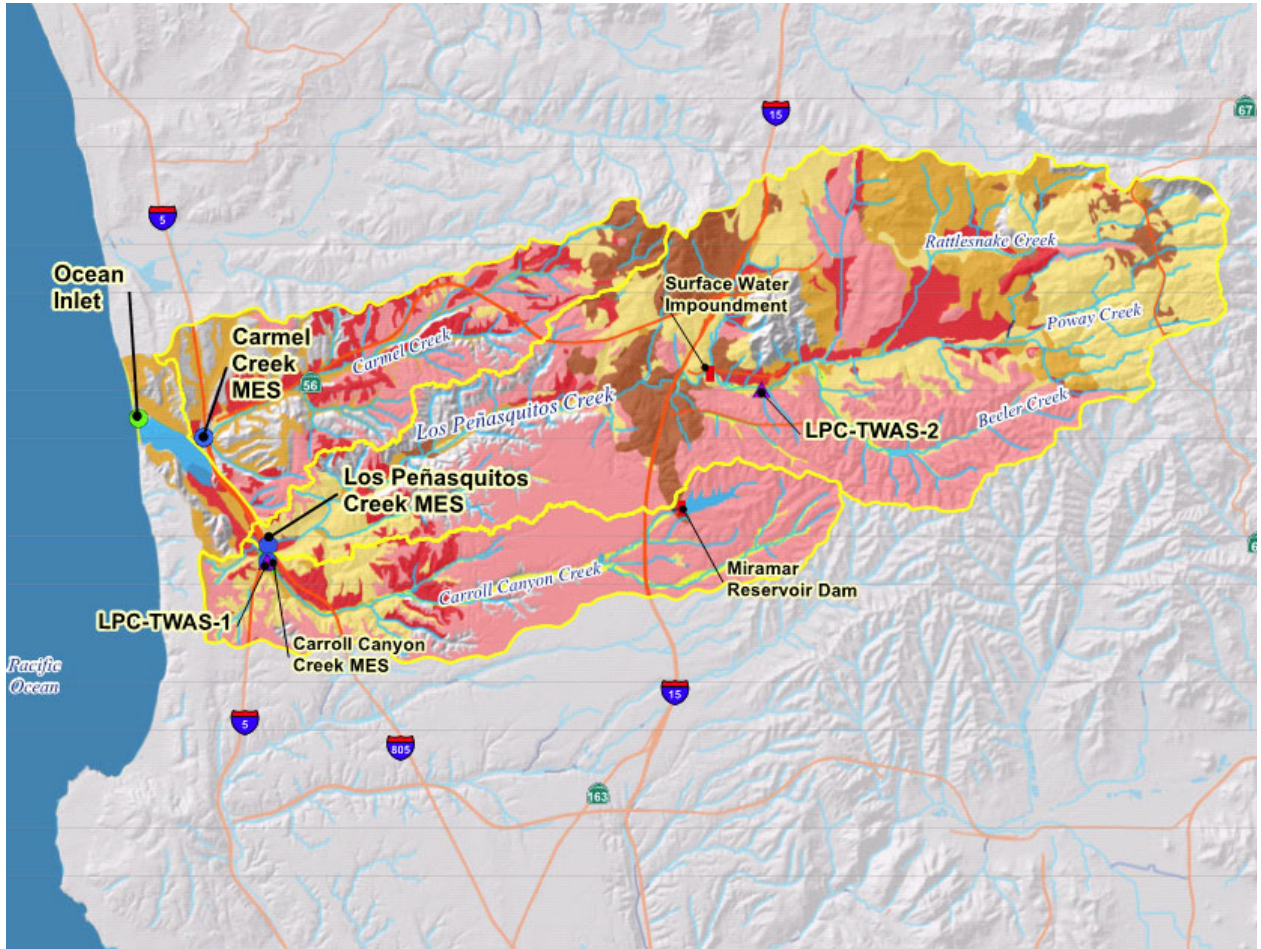 15
67
5
Rattlesnake Creek
Ocean
Inlet
Surface Water
Impoundment
Poway Creek
Carmel
Creek
MES
Carmel Creek
56
Los Peñasquitos Creek
Beeler Creek
LPC-TWAS-2
Los Peñasquitos
Creek MES
Miramar
Reservoir Dam
Carroll Canyon Creek
LPC-TWAS-1
Carroll Canyon
Creek MES
Pacific
Ocean
15
5
805
163